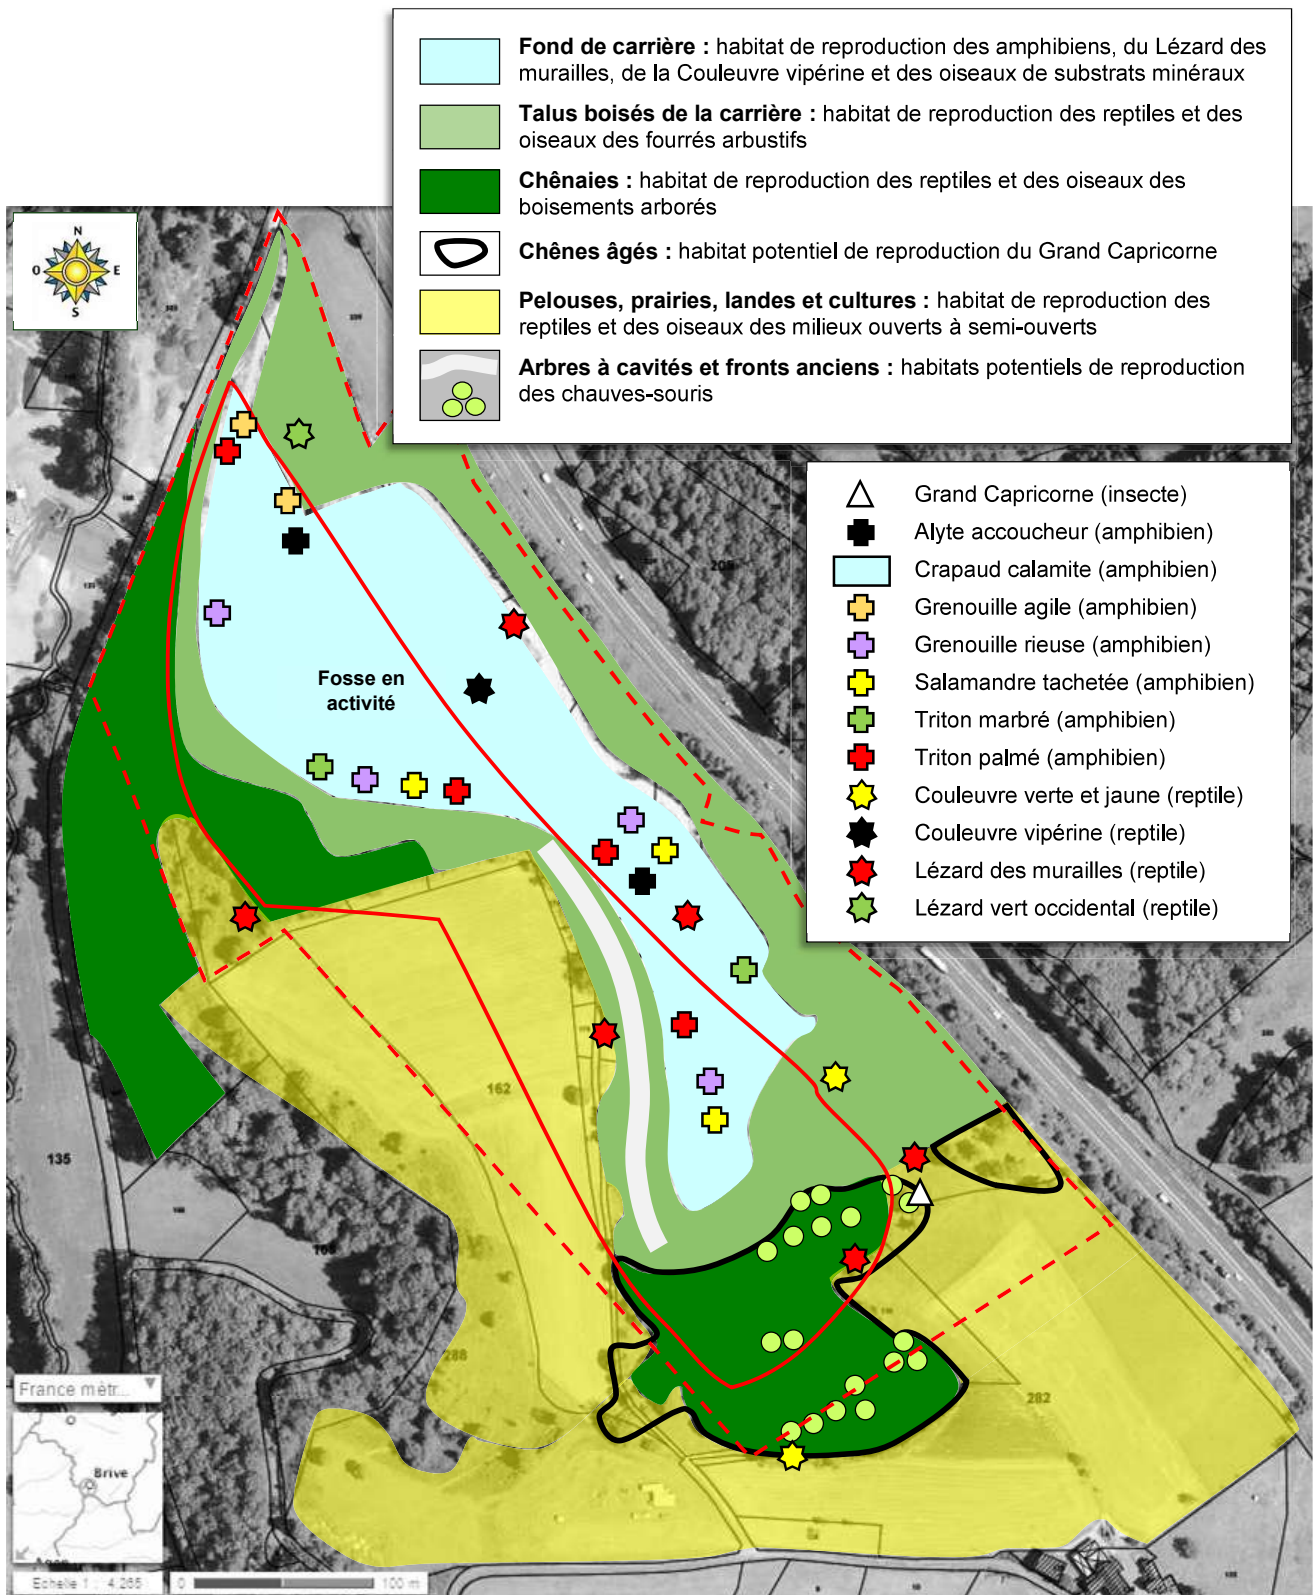 Fond de carrière : habitat de reproduction des amphibiens, du Lézard des
murailles, de la Couleuvre vipérine et des oiseaux de substrats minéraux
Talus boisés de la carrière : habitat de reproduction des reptiles et des
oiseaux des fourrés arbustifs
Chênaies : habitat de reproduction des reptiles et des oiseaux des
boisements arborés
Chênes âgés : habitat potentiel de reproduction du Grand Capricorne
Pelouses, prairies, landes et cultures : habitat de reproduction des
reptiles et des oiseaux des milieux ouverts à semi-ouverts
Arbres à cavités et fronts anciens : habitats potentiels de reproduction
des chauves-souris
N
O
E
S
Grand Capricorne (insecte)
Alyte accoucheur (amphibien)
Crapaud calamite (amphibien)
Grenouille agile (amphibien)
Grenouille rieuse (amphibien)
Salamandre tachetée (amphibien)
Triton marbré (amphibien)
Triton palmé (amphibien)
Couleuvre verte et jaune (reptile)
Couleuvre vipérine (reptile)
Lézard des murailles (reptile)
Lézard vert occidental (reptile)
Fosse en
activité
162
135
288
282
France métr...
Brive
Echelle 1 : 4,265
0
100 m